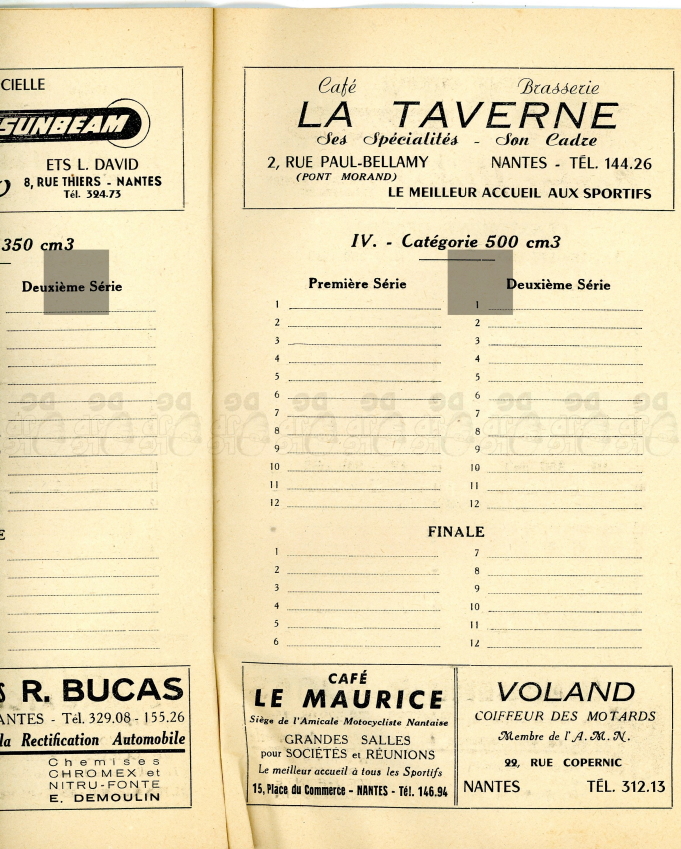 CIELLE
SUNBEAM
ETS L. DAVID
8, RUE THIERS - NANTES
Tél. 324.73
350 cm3
Deuxième Série
R. BUCAS
ANTES - Tél. 329.08 - 155.26
la Rectification Automobile
Chemises
CHROMEX et
NITRU-FONTE
E. DEMOULIN
Café Brasserie
LA TAVERNE
Ses Spécialités - Son Cadre
2, RUE PAUL-BELLAMY NANTES - TÉL. 144.26
(PONT MORAND)
LE MEILLEUR ACCUEIL AUX SPORTIFS
IV. - Catégorie 500 cm3
Première Série Deuxième Série
1 1
2 2
3 3
4 4
5 5
6 6
7 7
8 8
9 9
10 10
11 11
12 12
FINALE
1 7
2 8
3 9
4 10
5 11
6 12
CAFÉ
LE MAURICE
Siège de l'Amicale Motocycliste Nantaise
GRANDES SALLES
pour SOCIÉTÉS et RÉUNIONS
Le meilleur accueil à tous les Sportifs
15, Place du Commerce - NANTES - Tél. 146.94
VOLAND
COIFFEUR DES MOTARDS
Membre de l'A.M.N.
22, RUE COPERNIC
NANTES TÉL. 312.13